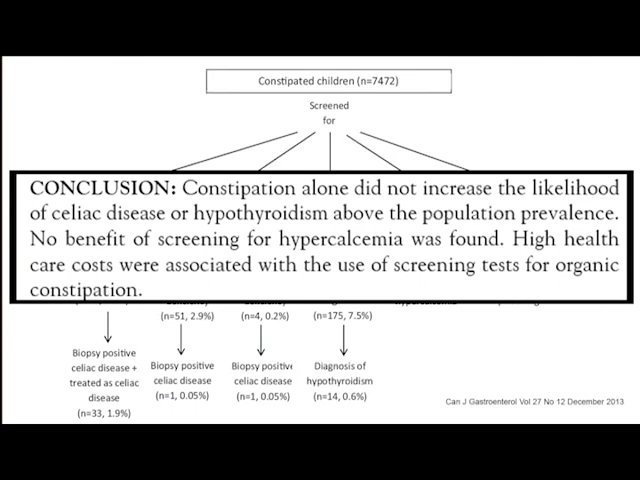 Constipated children (n=7472)
Screened
for
CONCLUSION: Constipation alone did not increase the likelihood
of celiac disease or hypothyroidism above the population prevalence.
No benefit of screening for hypercalcemia was found. High health
care costs were associated with the use of screening tests for organic
constipation.
(n=51, 2.9%) (n=4, 0.2%) (n=175, 7.5%)
Biopsy positive
celiac disease +
treated as celiac
disease
(n=33, 1.9%)
Biopsy positive
celiac disease
(n=1, 0.05%)
Biopsy positive
celiac disease
(n=1, 0.05%)
Diagnosis of
hypothyroidism
(n=14, 0.6%)
Can J Gastroenterol Vol 27 No 12 December 2013